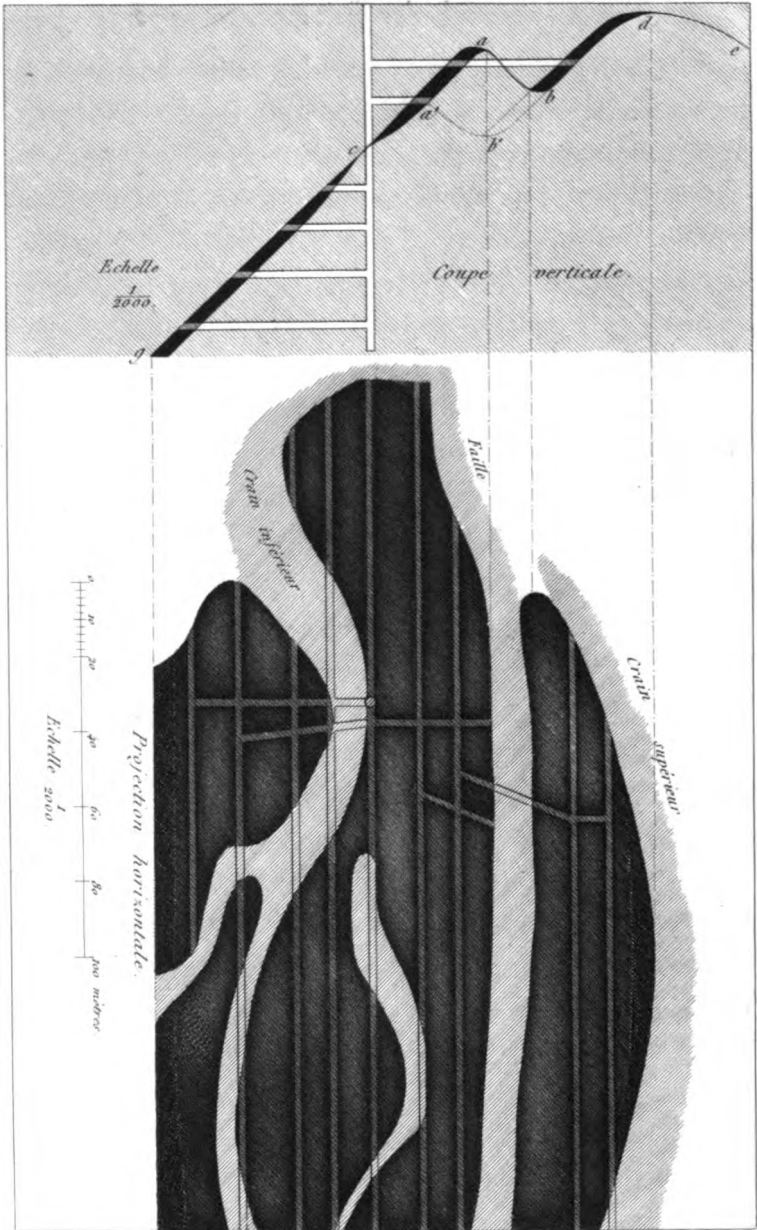 a
d
e
b
a'
c
b'
Echelle
1/2000.
Coupe verticale.
g
Crain inférieur
Faille
Crain supérieur
0
10
20
40
60
80
100 mètres.
Echelle 1/2000.
Projection horizontale.